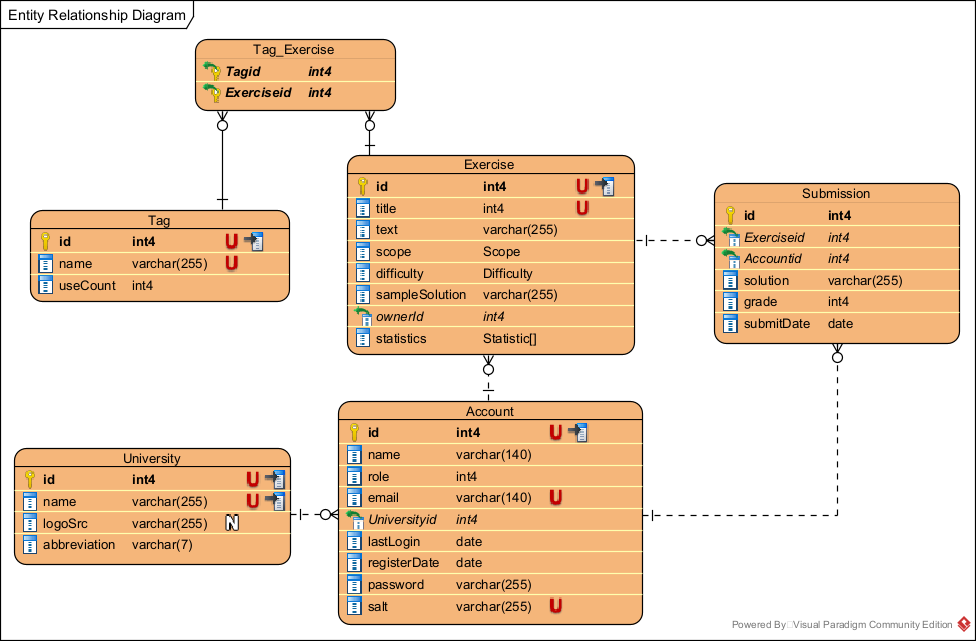 Entity Relationship Diagram
Tag_Exercise
Tagid int4
Exerciseid int4
Exercise
id int4 U
title int4 U
text varchar(255)
scope Scope
difficulty Difficulty
sampleSolution varchar(255)
ownerId int4
statistics Statistic[]
Submission
id int4
Exerciseid int4
Accountid int4
solution varchar(255)
grade int4
submitDate date
Tag
id int4 U
name varchar(255) U
useCount int4
Account
id int4 U
name varchar(140)
role int4
email varchar(140) U
Universityid int4
lastLogin date
registerDate date
password varchar(255)
salt varchar(255) U
University
id int4 U
name varchar(255) U
logoSrc varchar(255) N
abbreviation varchar(7)
Powered By Visual Paradigm Community Edition